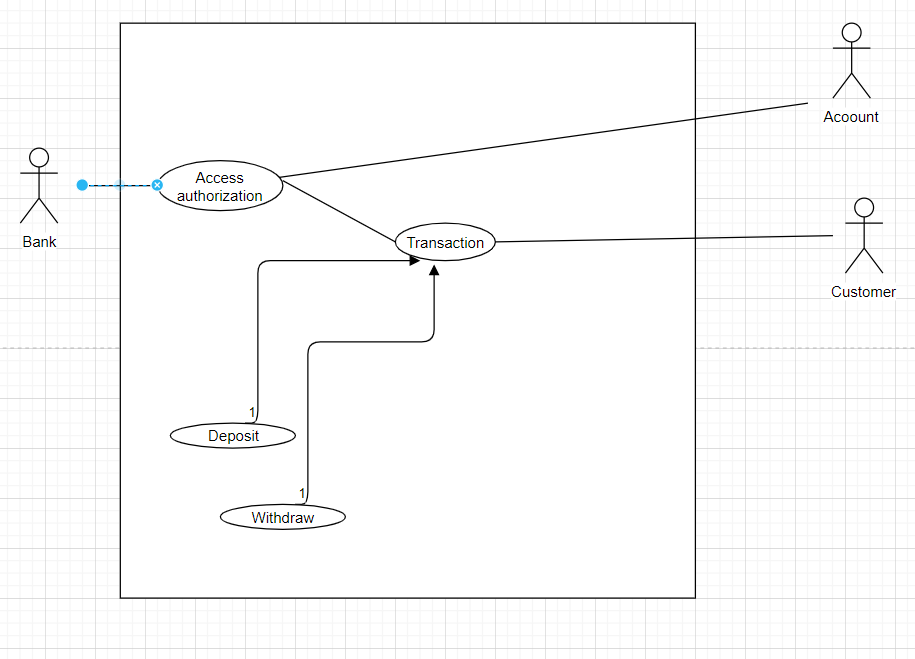 Acoount
Access
authorization
Bank
Transaction
Customer
1
Deposit
1
Withdraw